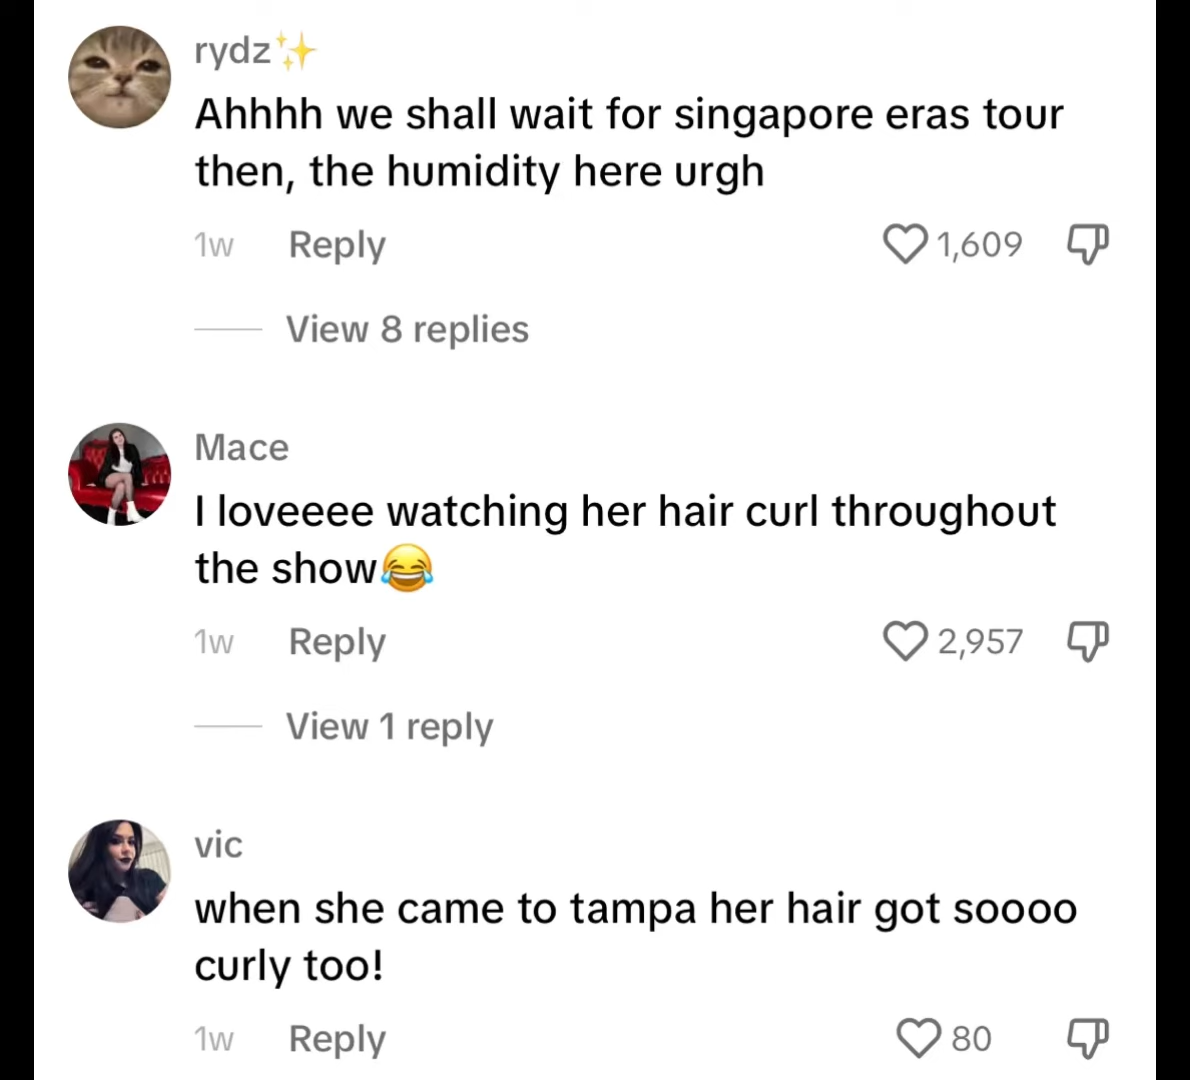 rydz✨
Ahhhh we shall wait for singapore eras tour
then, the humidity here urgh
1w Reply 1,609
View 8 replies
Mace
I loveeee watching her hair curl throughout
the show😂
1w Reply 2,957
View 1 reply
vic
when she came to tampa her hair got soooo
curly too!
1w Reply 80